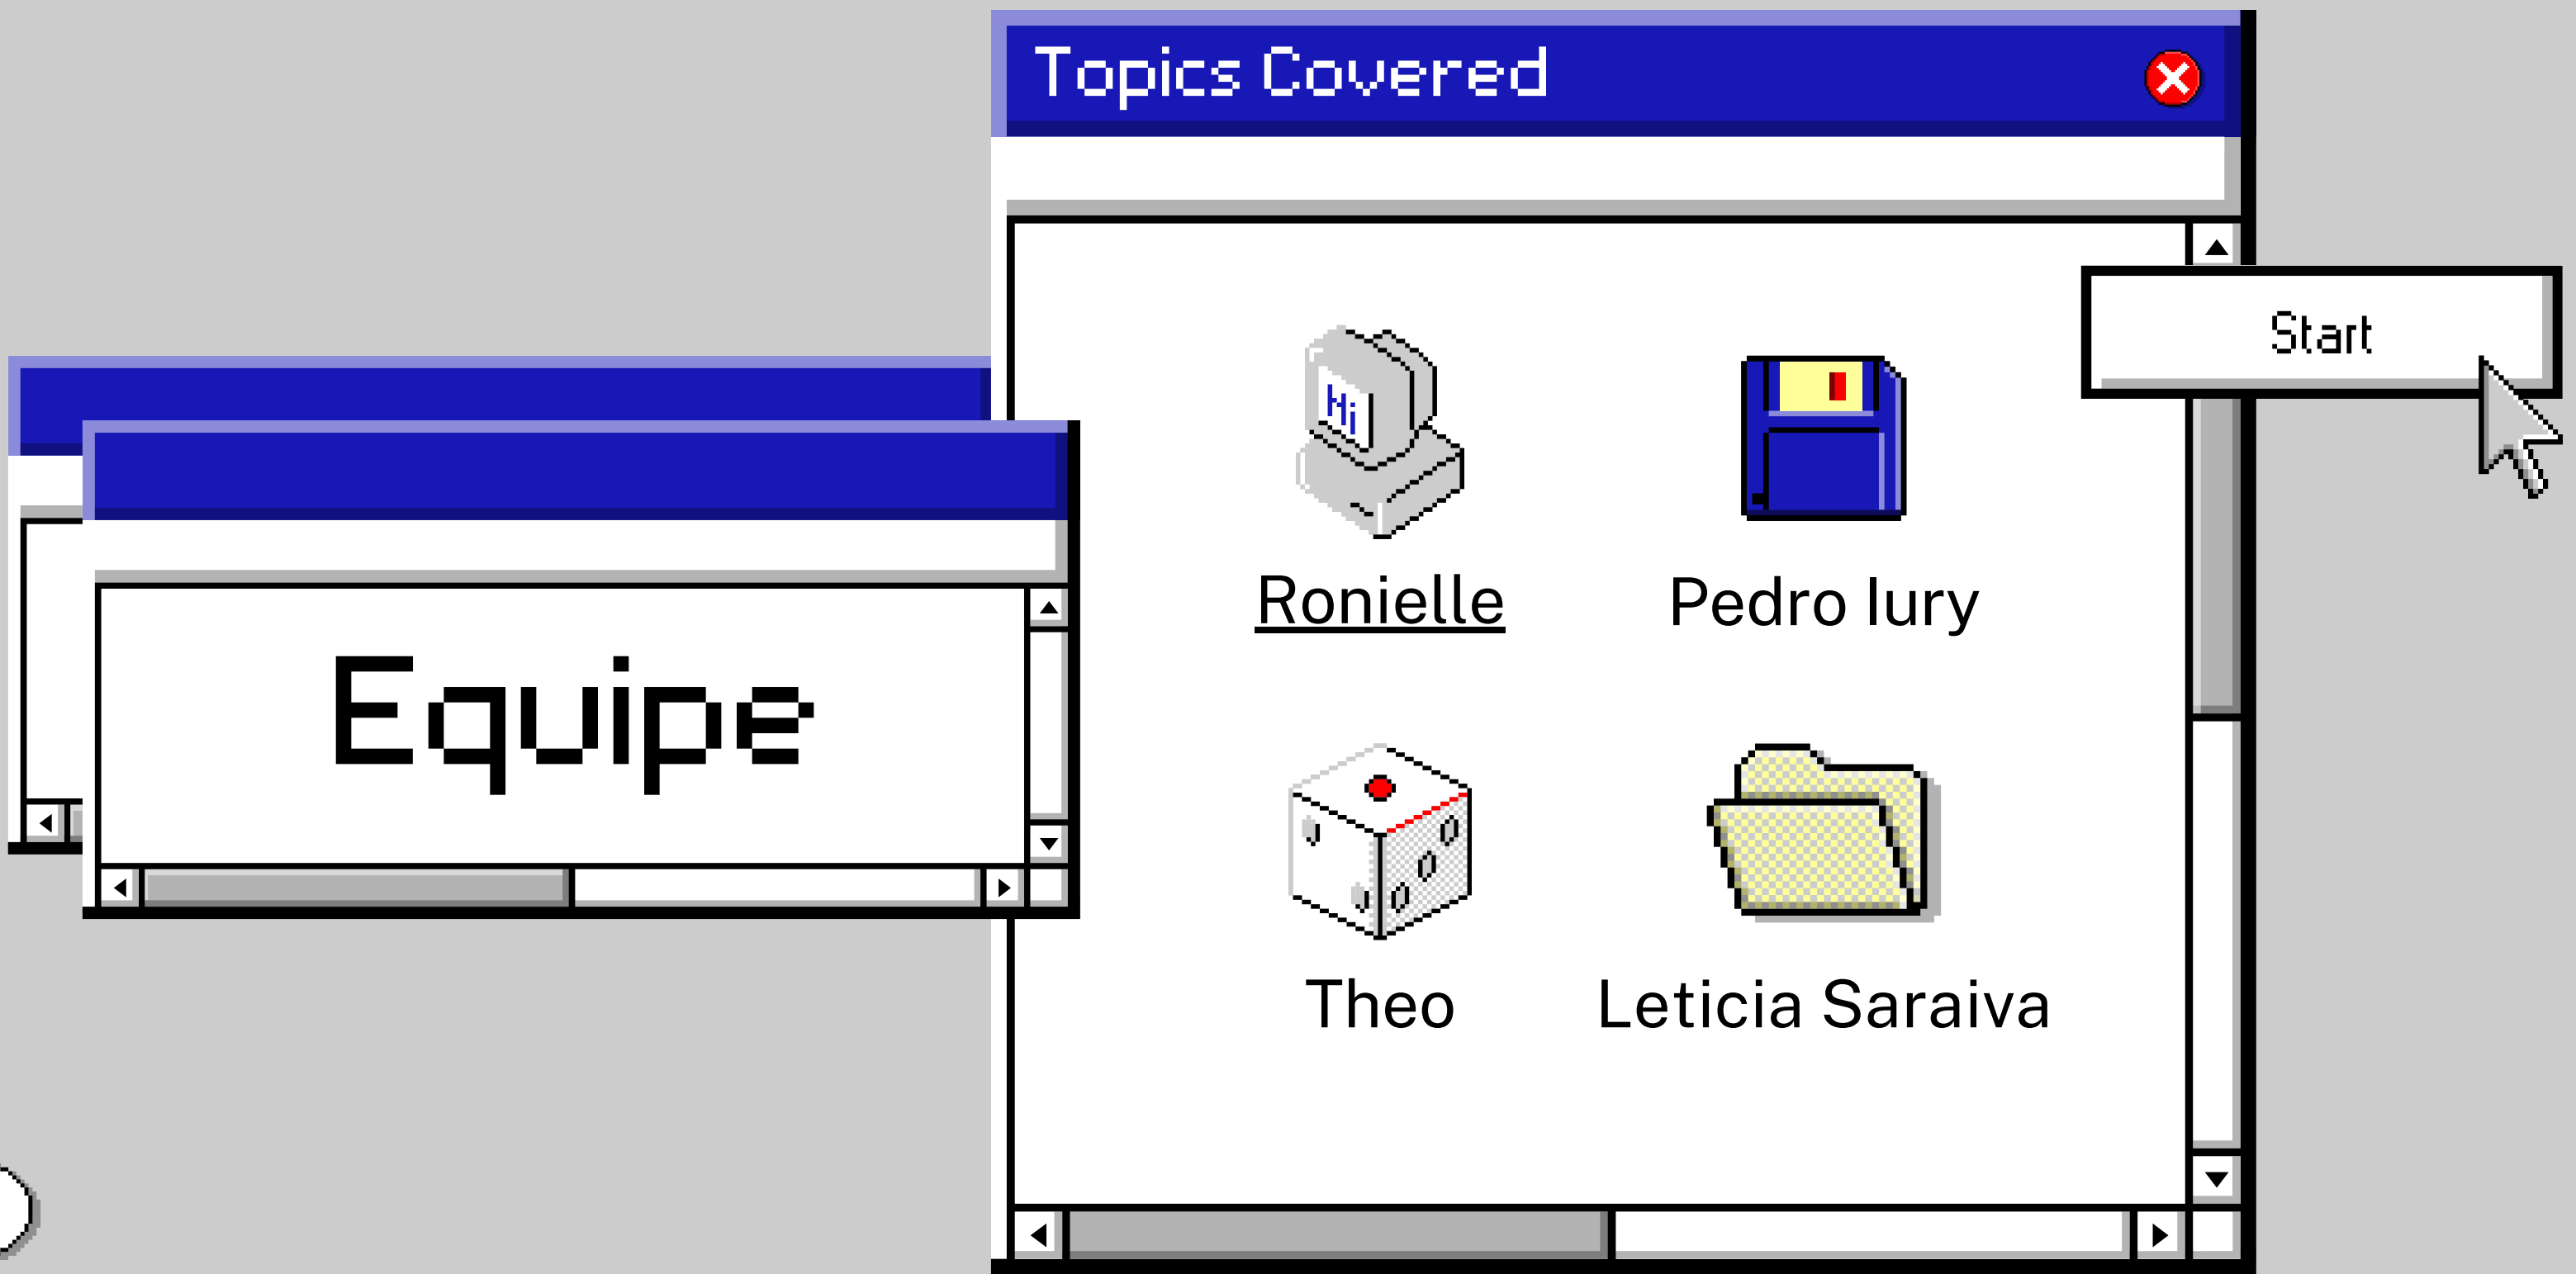 Topics Covered
Start
Hi
Ronielle
Pedro Iury
Equipe
Theo
Leticia Saraiva